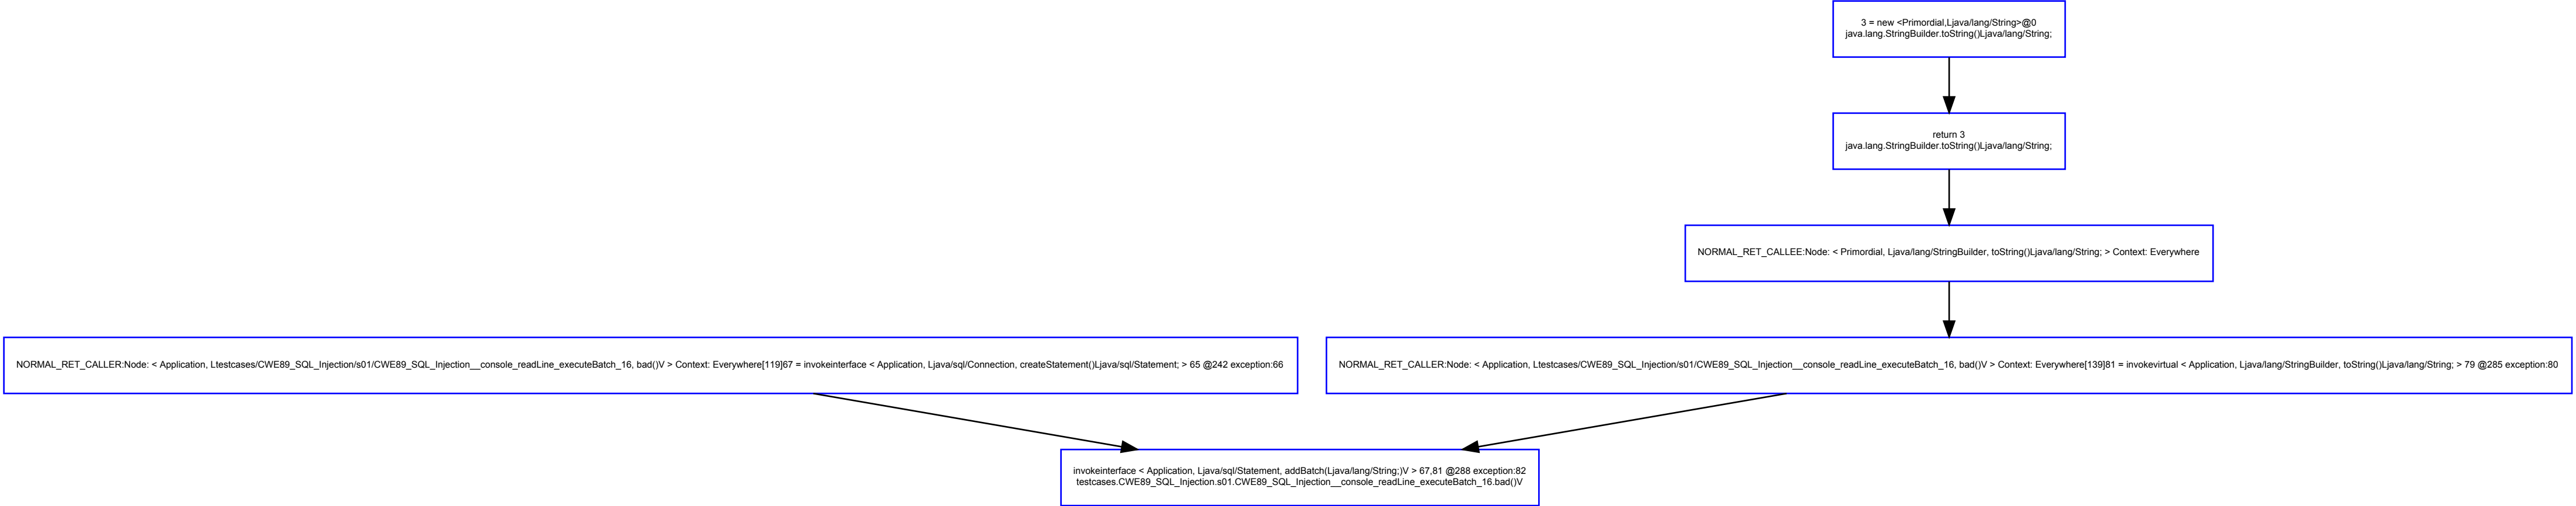 3 = new <Primordial,Ljava/lang/String>@0
java.lang.StringBuilder.toString()Ljava/lang/String;
return 3
java.lang.StringBuilder.toString()Ljava/lang/String;
NORMAL_RET_CALLEE:Node: < Primordial, Ljava/lang/StringBuilder, toString()Ljava/lang/String; > Context: Everywhere
NORMAL_RET_CALLER:Node: < Application, Ltestcases/CWE89_SQL_Injection/s01/CWE89_SQL_Injection__console_readLine_executeBatch_16, bad()V > Context: Everywhere[119]67 = invokeinterface < Application, Ljava/sql/Connection, createStatement()Ljava/sql/Statement; > 65 @242 exception:66
NORMAL_RET_CALLER:Node: < Application, Ltestcases/CWE89_SQL_Injection/s01/CWE89_SQL_Injection__console_readLine_executeBatch_16, bad()V > Context: Everywhere[139]81 = invokevirtual < Application, Ljava/lang/StringBuilder, toString()Ljava/lang/String; > 79 @285 exception:80
invokeinterface < Application, Ljava/sql/Statement, addBatch(Ljava/lang/String;)V > 67,81 @288 exception:82
testcases.CWE89_SQL_Injection.s01.CWE89_SQL_Injection__console_readLine_executeBatch_16.bad()V